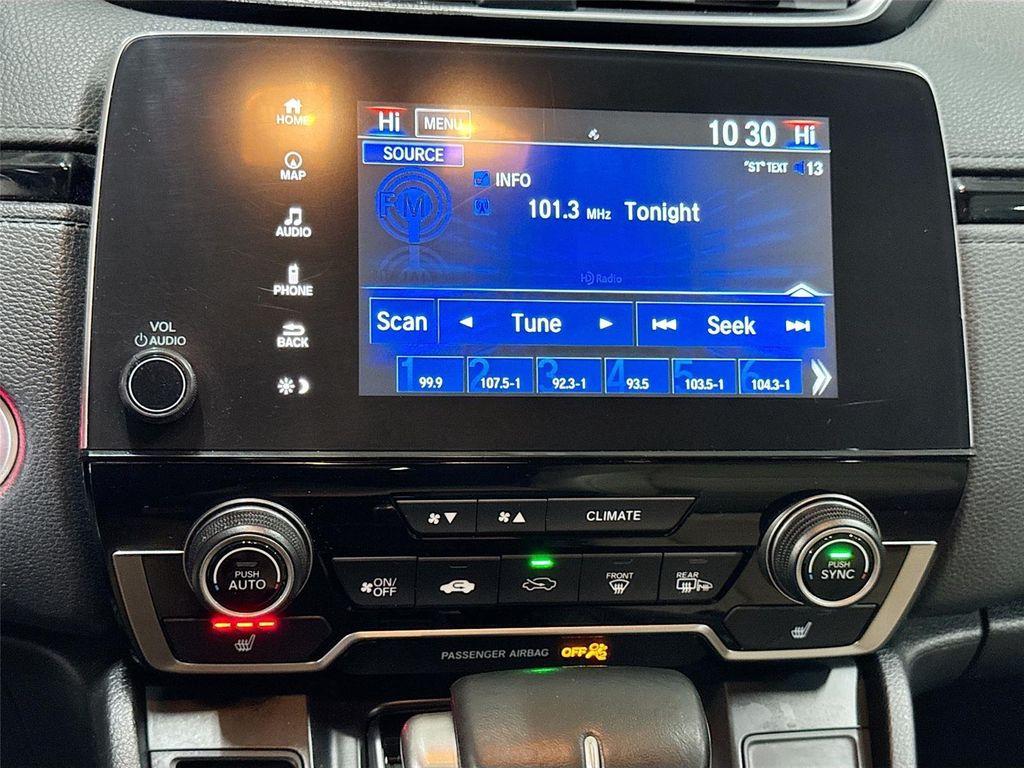 HOME
MAP
AUDIO
PHONE
BACK
VOL
AUDIO
Hi MENU 10 30 Hi
SOURCE "ST" TEXT 13
FM
INFO
101.3 MHz Tonight
HD Radio
Scan Tune Seek
1 2 3 4 5 6
99.9 107.5-1 92.3-1 93.5 103.5-1 104.3-1
CLIMATE
PUSH
AUTO
ON/
OFF
FRONT
REAR
PUSH
SYNC
PASSENGER AIRBAG OFF